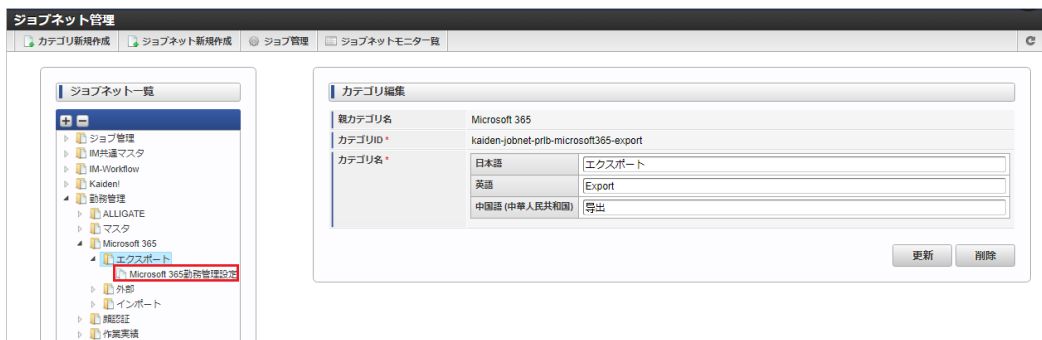 ジョブネット管理
カテゴリ新規作成 ジョブネット新規作成 ジョブ管理 ジョブネットモニター覧
ジョブネット一覧
ジョブ管理
IM共通マスタ
IM-Workflow
Kaiden!
勤務管理
ALLIGATE
マスタ
Microsoft 365
エクスポート
Microsoft 365勤務管理設定
外部
インポート
顔認証
作業実績
カテゴリ編集
親カテゴリ名 Microsoft 365
カテゴリID * kaiden-jobnet-prlb-microsoft365-export
カテゴリ名 * 日本語 エクスポート
英語 Export
中国語 (中華人民共和国) 导出
更新 削除